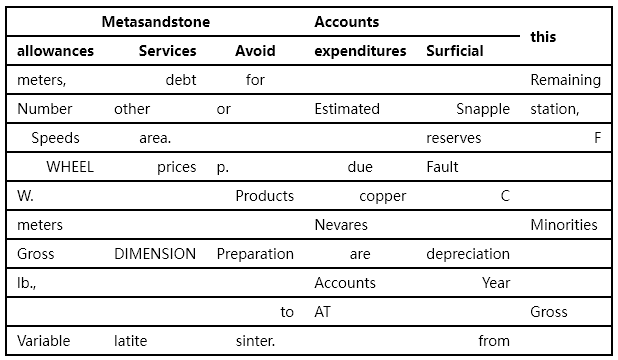 Metasandstone Accounts this
allowances Services Avoid expenditures Surficial
meters, debt for Remaining
Number other or Estimated Snapple station,
Speeds area. reserves F
WHEEL prices p. due Fault
W. Products copper C
meters Nevares Minorities
Gross DIMENSION Preparation are depreciation
lb., Accounts Year
to AT Gross
Variable latite sinter. from